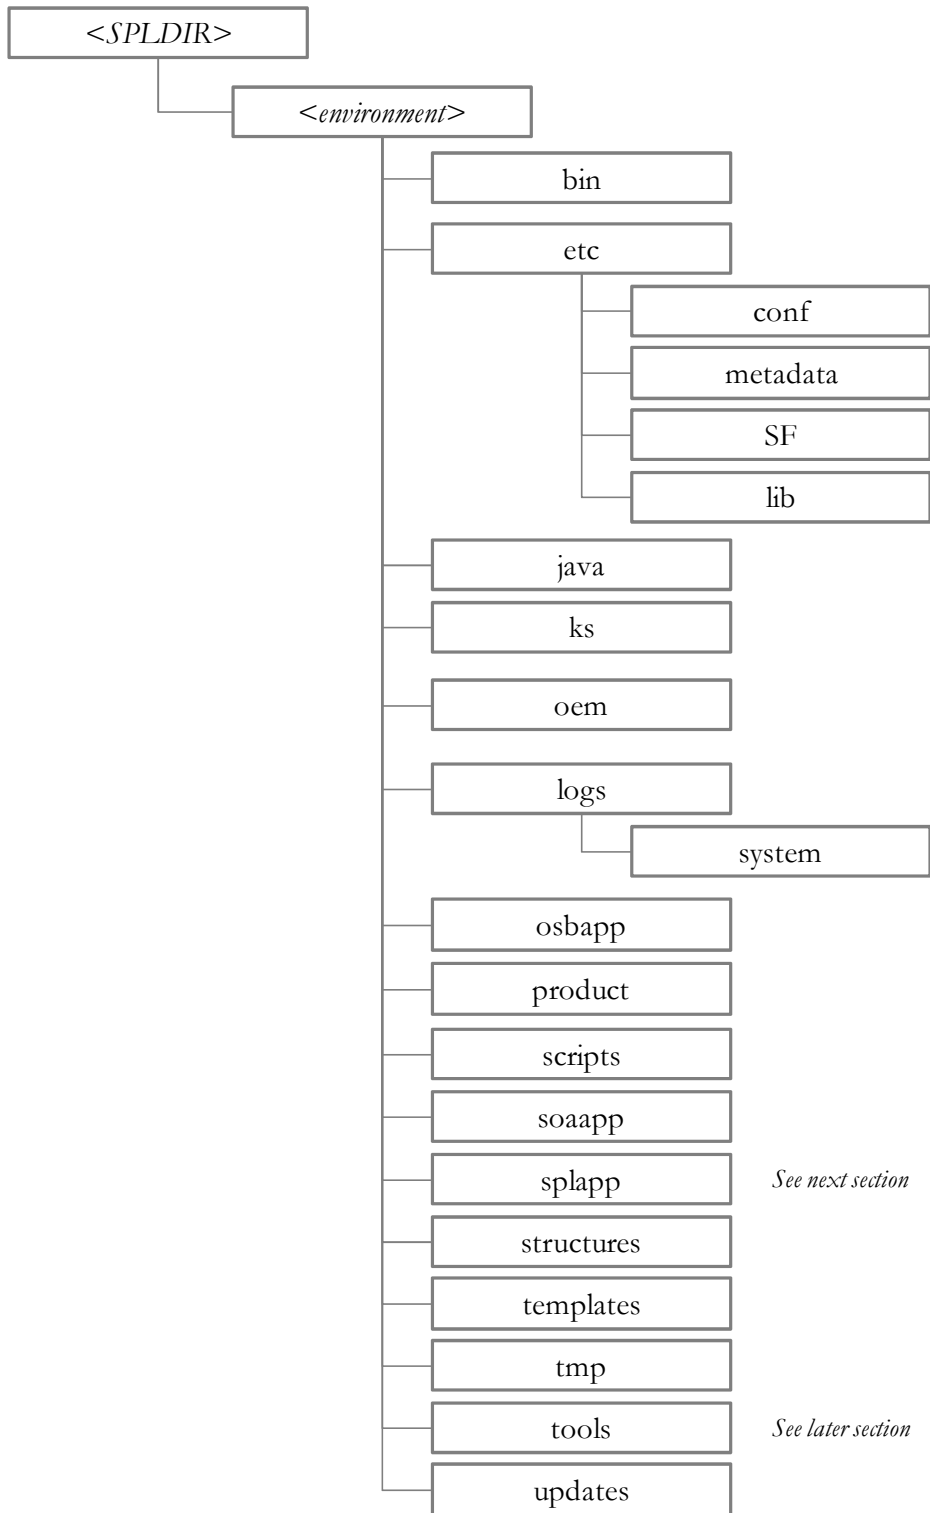 <SPLDIR>
<environment>
bin
etc
conf
metadata
SF
lib
java
ks
oem
logs
system
osbapp
product
scripts
soaapp
splapp See next section
structures
templates
tmp
tools See later section
updates